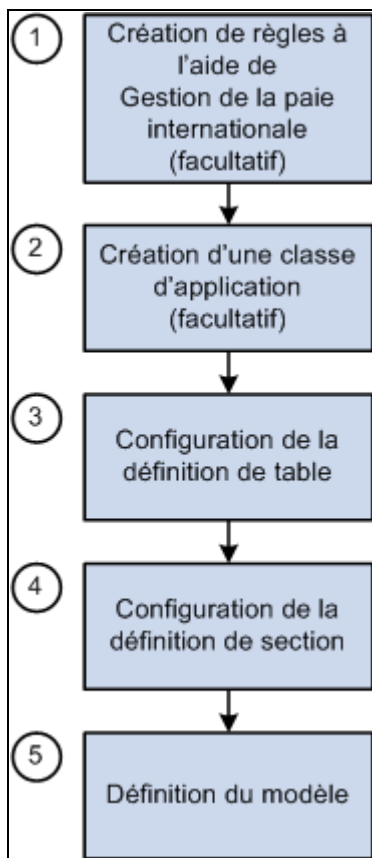 1
Création de règles à
l'aide de
Gestion de la paie
internationale
(facultatif)
2
Création d'une classe
d'application
(facultatif)
3
Configuration de la
définition de table
4
Configuration de la
définition de section
5
Définition du modèle